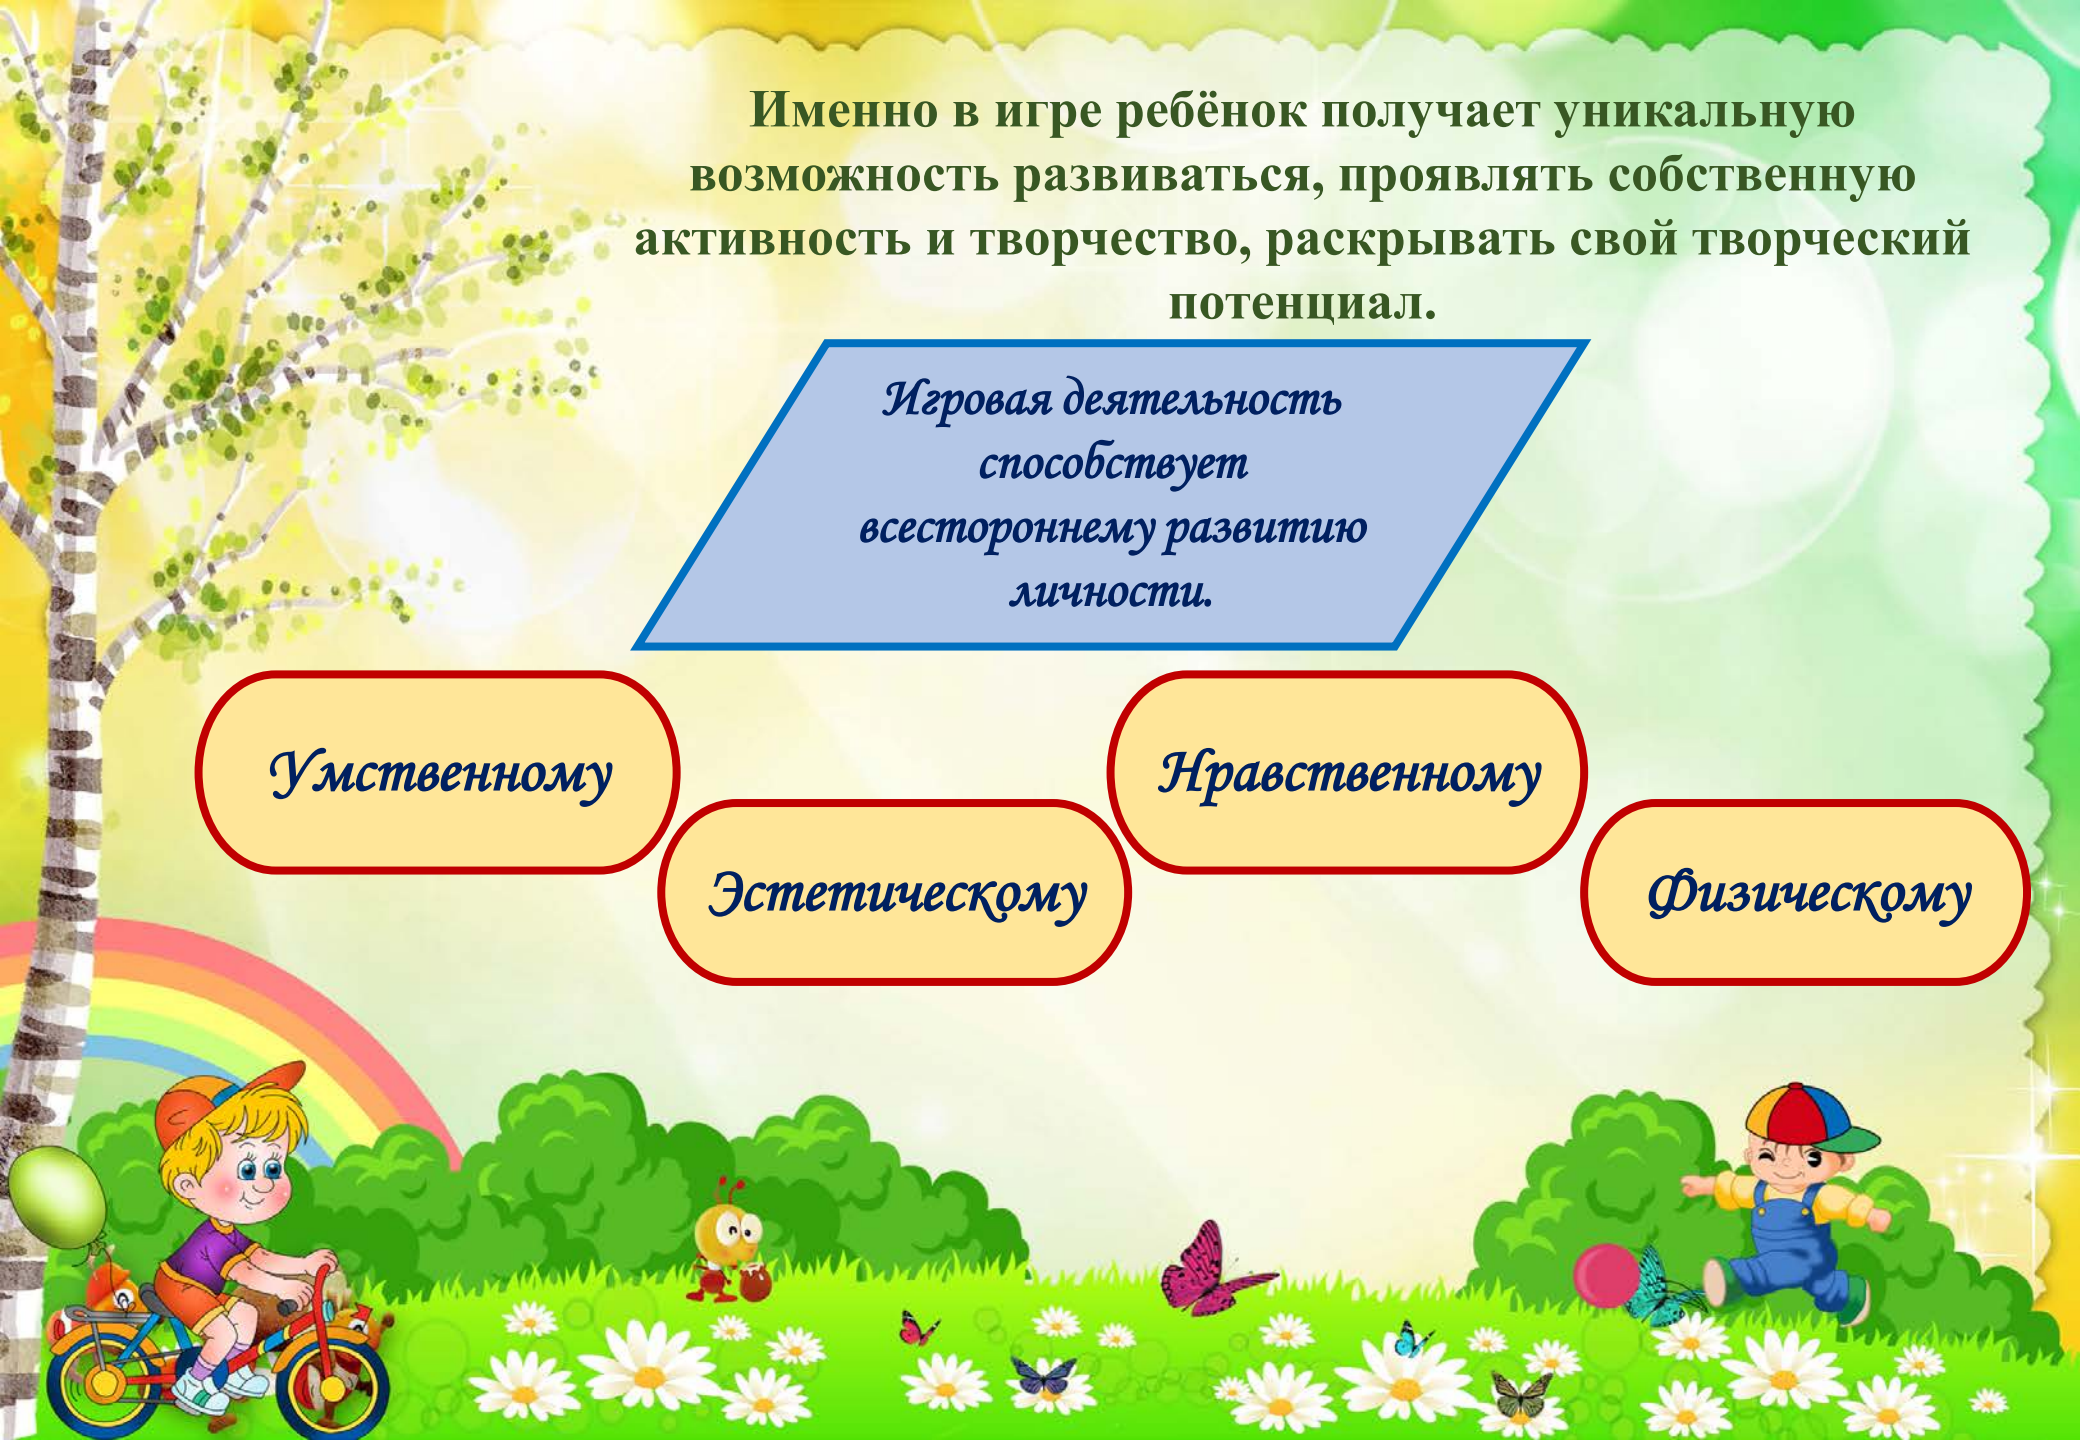 Именно в игре ребёнок получает уникальную
возможность развиваться, проявлять собственную
активность и творчество, раскрывать свой творческий
потенциал.
Игровая деятельность
способствует
всестороннему развитию
личности.
Умственному
Эстетическому
Нравственному
Физическому